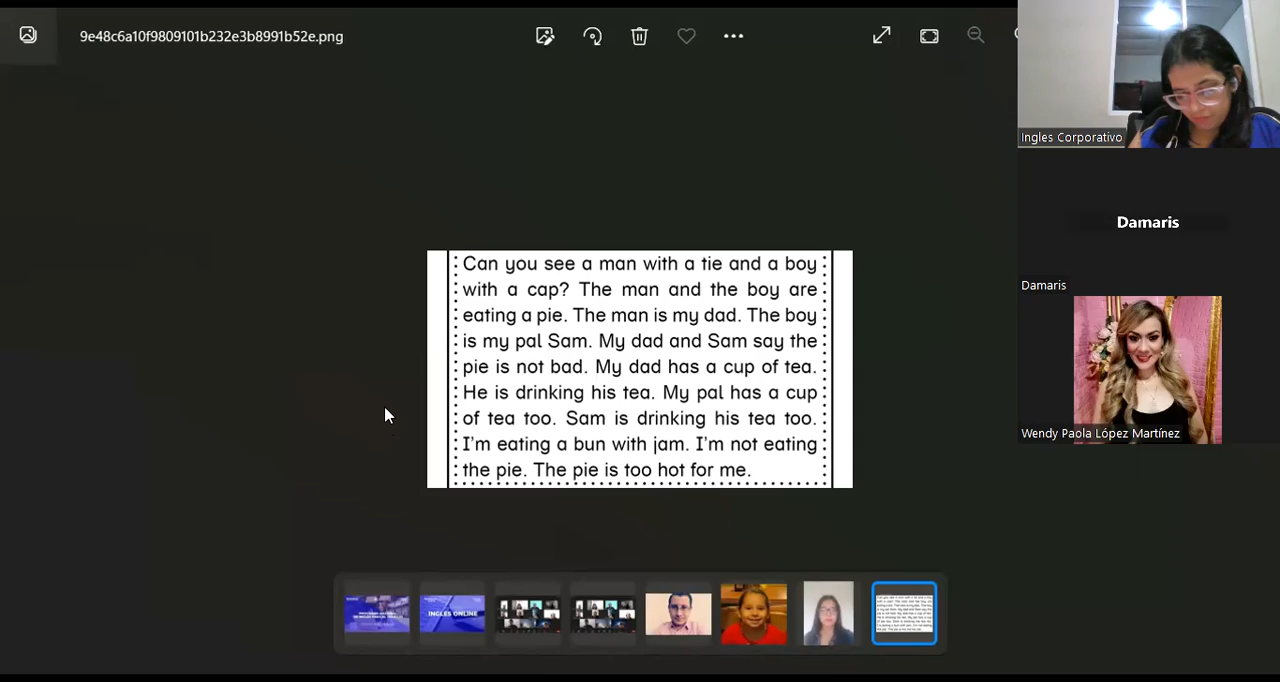 9e48c6a10f9809101b232e3b8991b52e.png
Can you see a man with a tie and a boy
with a cap? The man and the boy are
eating a pie. The man is my dad. The boy
is my pal Sam. My dad and Sam say the
pie is not bad. My dad has a cup of tea.
He is drinking his tea. My pal has a cup
of tea too. Sam is drinking his tea too.
I'm eating a bun with jam. I'm not eating
the pie. The pie is too hot for me.
Ingles Corporativo
Damaris
Damaris
Wendy Paola López Martínez
INGLES ONLINE